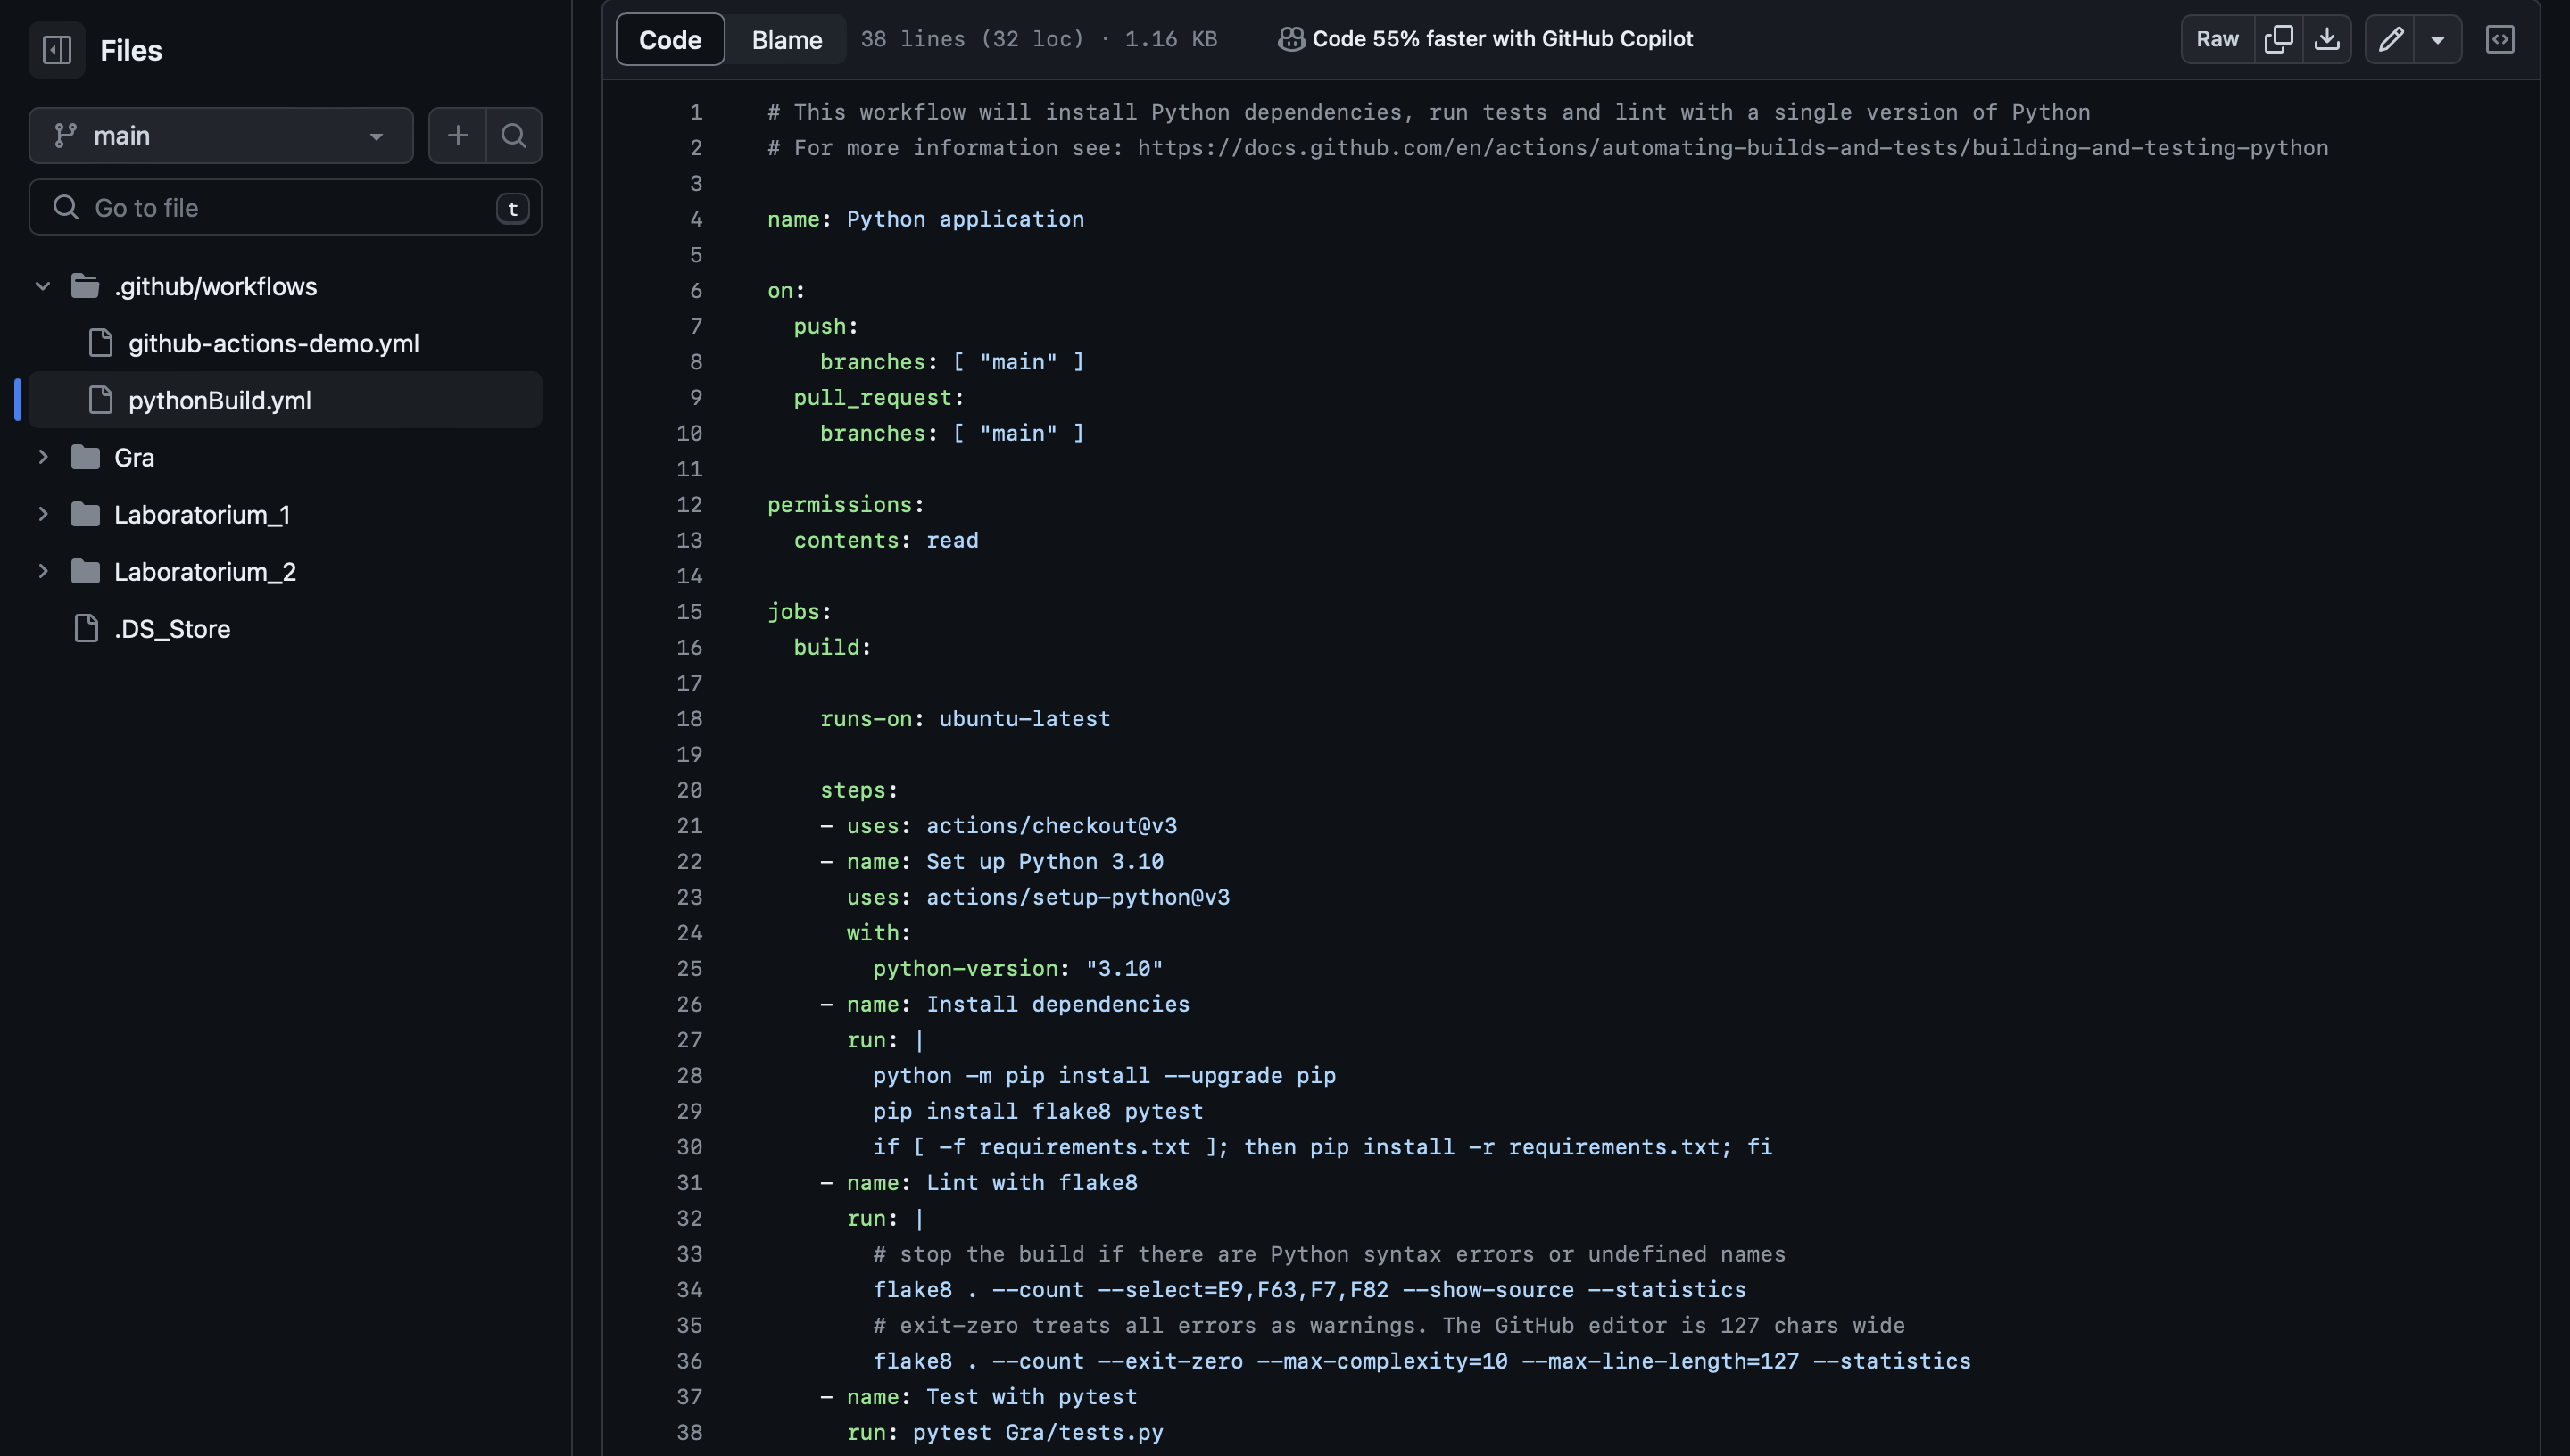 Files
main
Go to file
t
.github/workflows
github-actions-demo.yml
pythonBuild.yml
Gra
Laboratorium_1
Laboratorium_2
.DS_Store
Code Blame 38 lines (32 loc) · 1.16 KB Code 55% faster with GitHub Copilot Raw
1 # This workflow will install Python dependencies, run tests and lint with a single version of Python
2 # For more information see: https://docs.github.com/en/actions/automating-builds-and-tests/building-and-testing-python
3
4 name: Python application
5
6 on:
7   push:
8     branches: [ "main" ]
9   pull_request:
10     branches: [ "main" ]
11
12 permissions:
13   contents: read
14
15 jobs:
16   build:
17
18     runs-on: ubuntu-latest
19
20     steps:
21     - uses: actions/checkout@v3
22     - name: Set up Python 3.10
23       uses: actions/setup-python@v3
24       with:
25         python-version: "3.10"
26     - name: Install dependencies
27       run: |
28         python -m pip install --upgrade pip
29         pip install flake8 pytest
30         if [ -f requirements.txt ]; then pip install -r requirements.txt; fi
31     - name: Lint with flake8
32       run: |
33         # stop the build if there are Python syntax errors or undefined names
34         flake8 . --count --select=E9,F63,F7,F82 --show-source --statistics
35         # exit-zero treats all errors as warnings. The GitHub editor is 127 chars wide
36         flake8 . --count --exit-zero --max-complexity=10 --max-line-length=127 --statistics
37     - name: Test with pytest
38       run: pytest Gra/tests.py